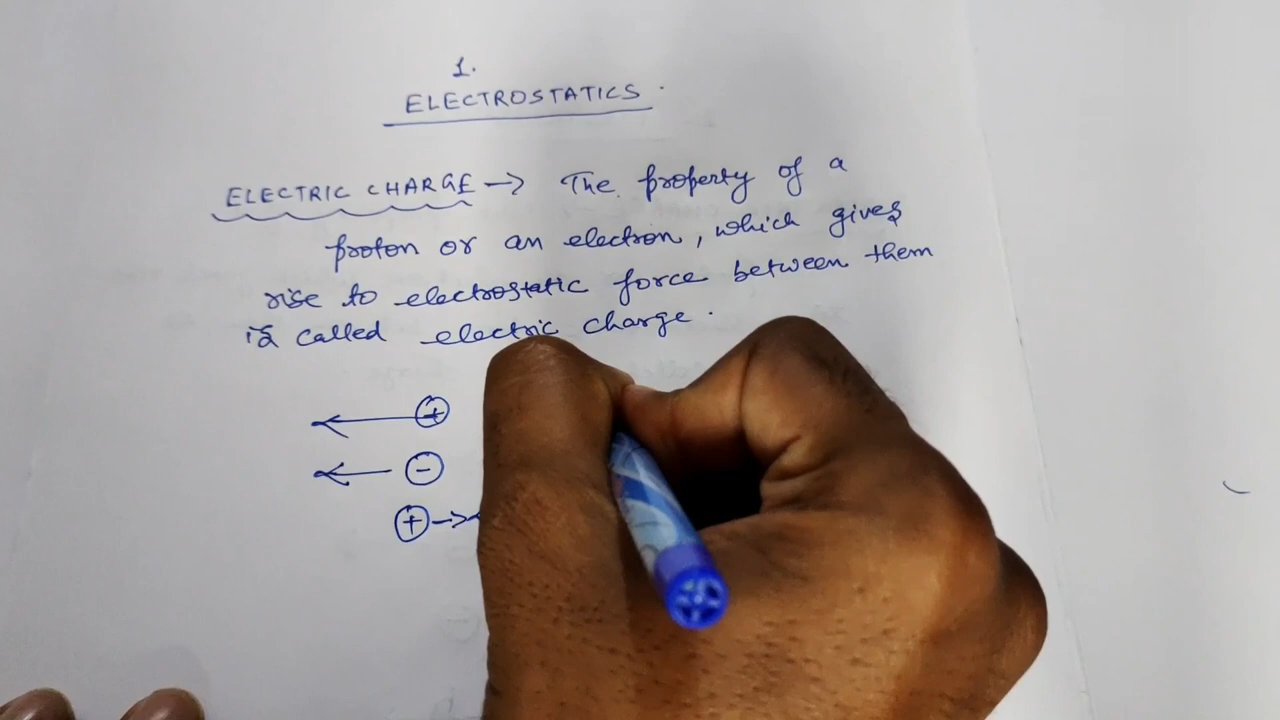 1.
ELECTROSTATICS.
ELECTRIC CHARGE → The property of a
proton or an electron, which gives
rise to electrostatic force between them
is called electric charge.
← +
← -
+ →←